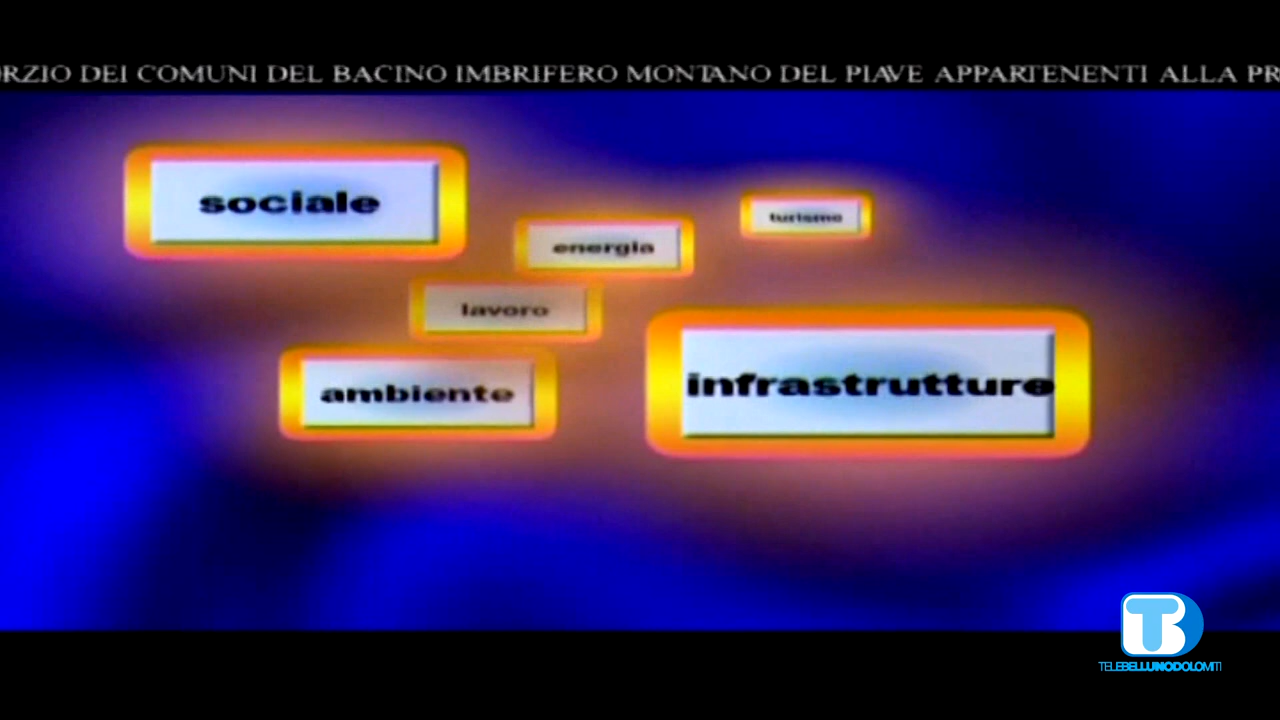 RZIO DEI COMUNI DEL BACINO IMBRIFERO MONTANO DEL PIAVE APPARTENENTI ALLA PR
sociale
turismo
energia
lavoro
infrastrutture
ambiente
TB
TELEBELLUNODOLOMITI